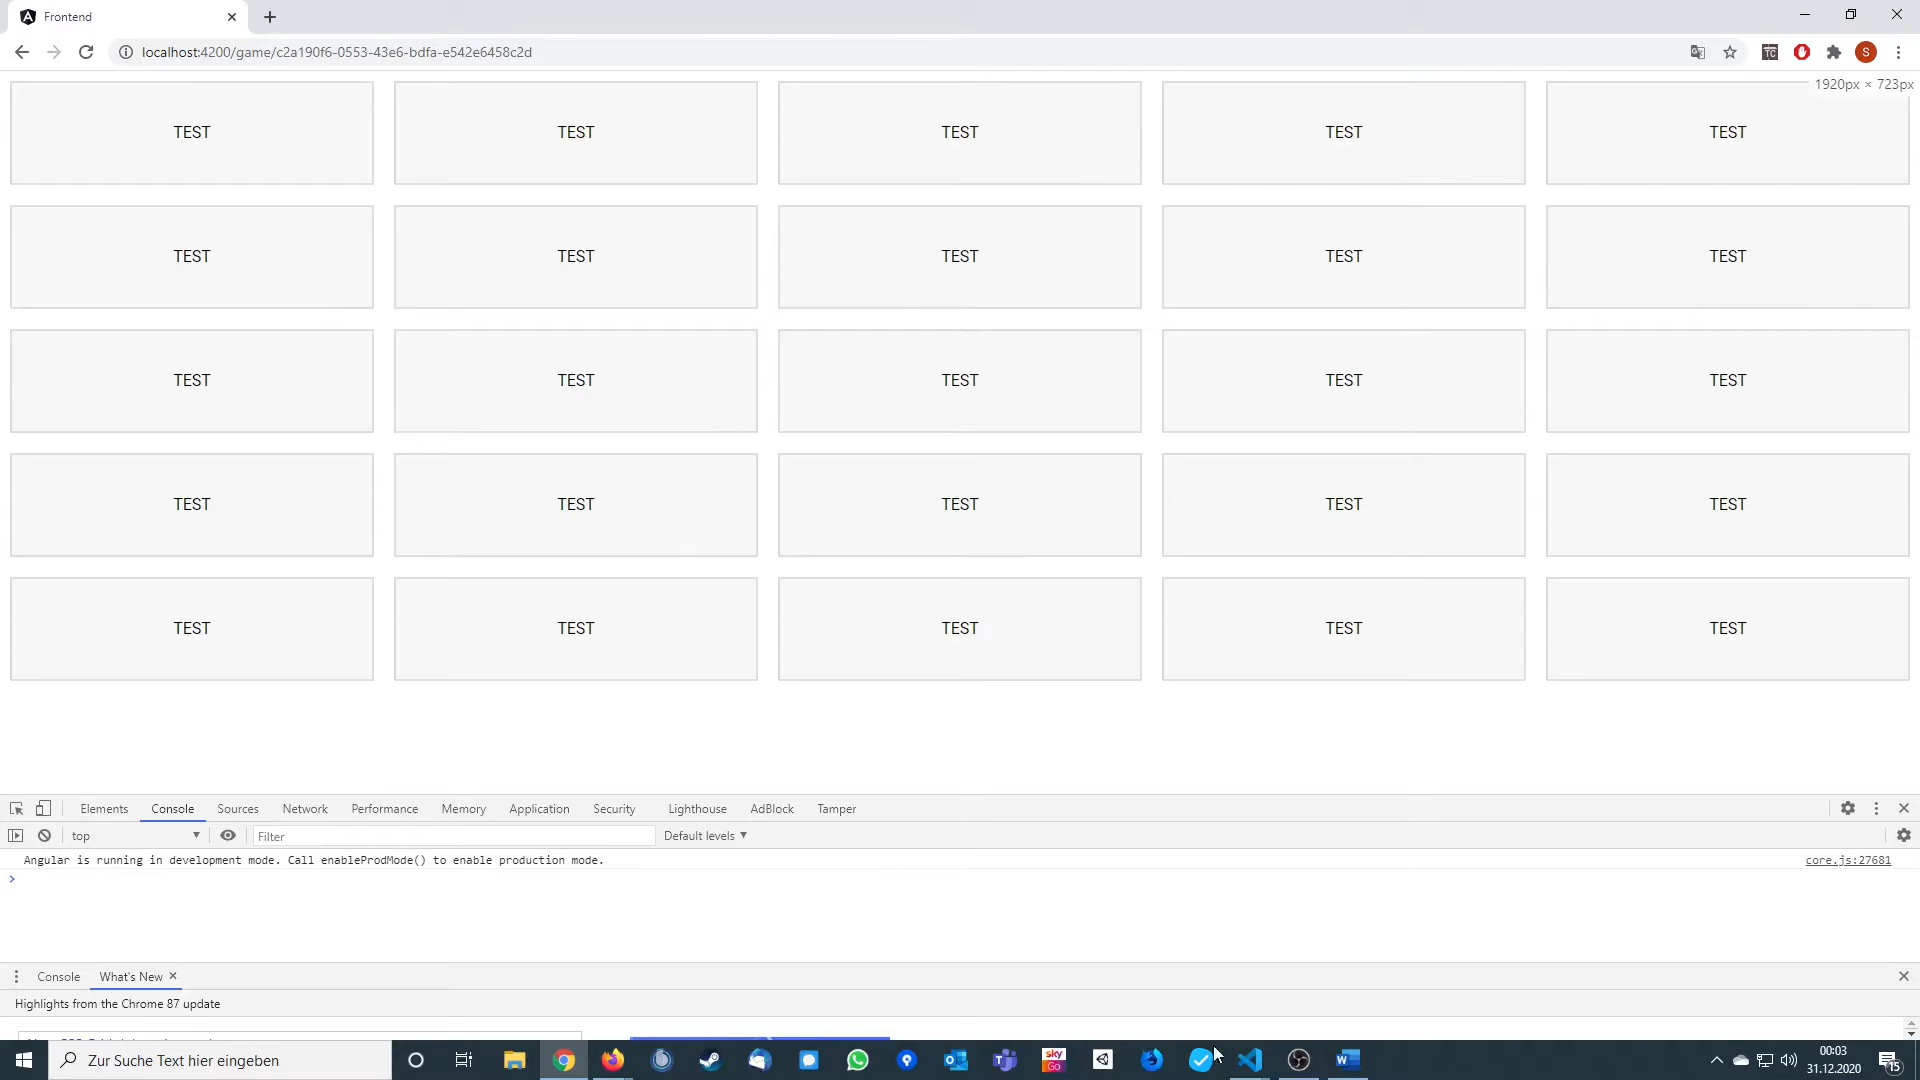 Frontend
localhost:4200/game/c2a190f6-0553-43e6-bdfa-e542e6458c2d
TC
S
1920px × 723px
TEST TEST TEST TEST TEST
TEST TEST TEST TEST TEST
TEST TEST TEST TEST TEST
TEST TEST TEST TEST TEST
TEST TEST TEST TEST TEST
Elements Console Sources Network Performance Memory Application Security Lighthouse AdBlock Tamper
top Filter Default levels
Angular is running in development mode. Call enableProdMode() to enable production mode. core.js:27681
Console What's New
Highlights from the Chrome 87 update
Zur Suche Text hier eingeben
sky Go
00:03
31.12.2020
15